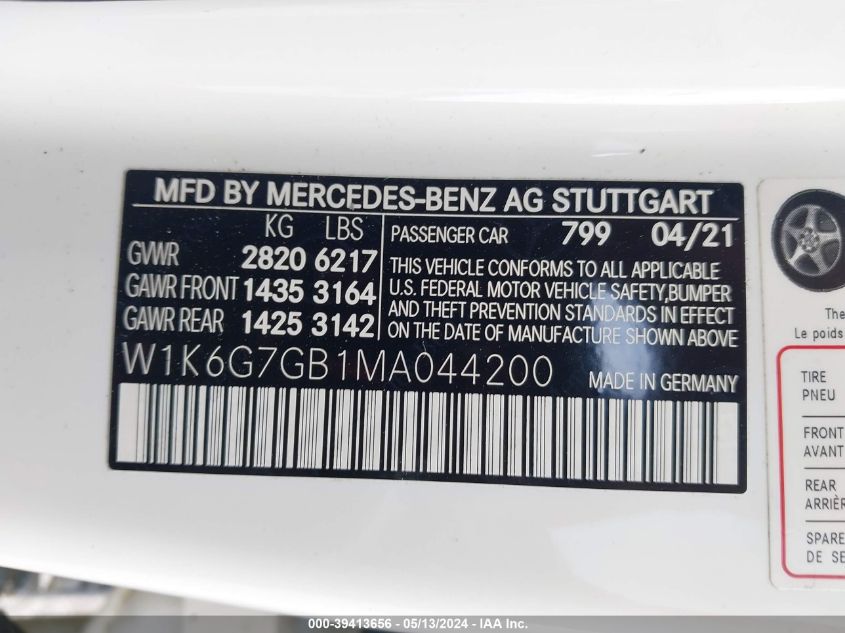 MFD BY MERCEDES-BENZ AG STUTTGART
KG LBS
GWWR 2820 6217
GAWR FRONT 1435 3164
GAWR REAR 1425 3142
PASSENGER CAR 799 04/21
THIS VEHICLE CONFORMS TO ALL APPLICABLE
U.S. FEDERAL MOTOR VEHICLE SAFETY,BUMPER
AND THEFT PREVENTION STANDARDS IN EFFECT
ON THE DATE OF MANUFACTURE SHOWN ABOVE.
W1K6G7GB1MA044200 MADE IN GERMANY
The
Le poids
TIRE
PNEU
FRONT
AVANT
REAR
ARRIÈR
SPARE
DE SE
000-39413656 - 05/13/2024 - IAA Inc.